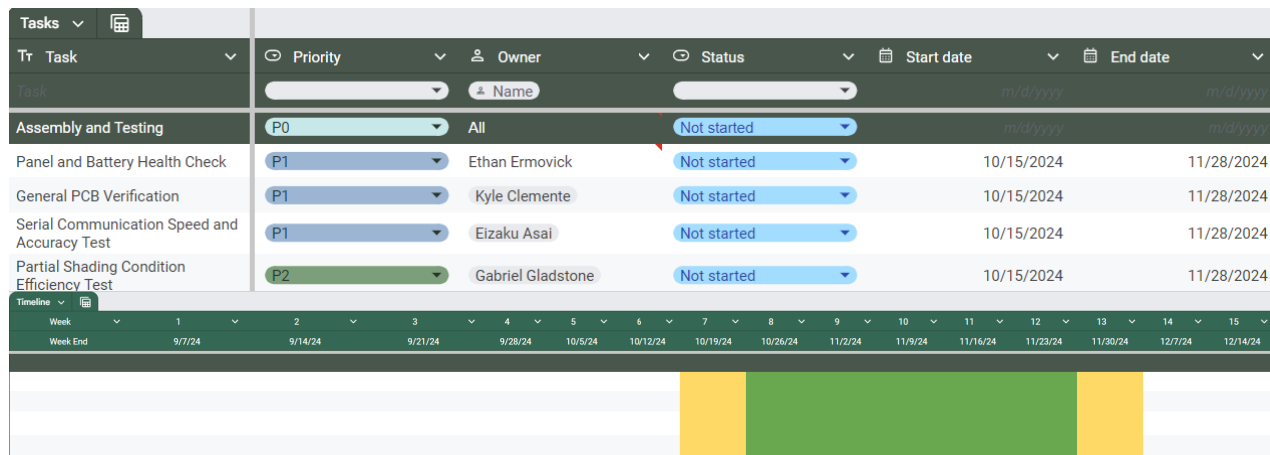 Tasks
Task Priority Owner Status Start date End date
Task Name m/d/yyyy m/d/yyyy
Assembly and Testing P0 All Not started m/d/yyyy m/d/yyyy
Panel and Battery Health Check P1 Ethan Ermovick Not started 10/15/2024 11/28/2024
General PCB Verification P1 Kyle Clemente Not started 10/15/2024 11/28/2024
Serial Communication Speed and
Accuracy Test P1 Eizaku Asai Not started 10/15/2024 11/28/2024
Partial Shading Condition
Efficiency Test P2 Gabriel Gladstone Not started 10/15/2024 11/28/2024
Timeline
Week 1 2 3 4 5 6 7 8 9 10 11 12 13 14 15
Week End 9/7/24 9/14/24 9/21/24 9/28/24 10/5/24 10/12/24 10/19/24 10/26/24 11/2/24 11/9/24 11/16/24 11/23/24 11/30/24 12/7/24 12/14/24